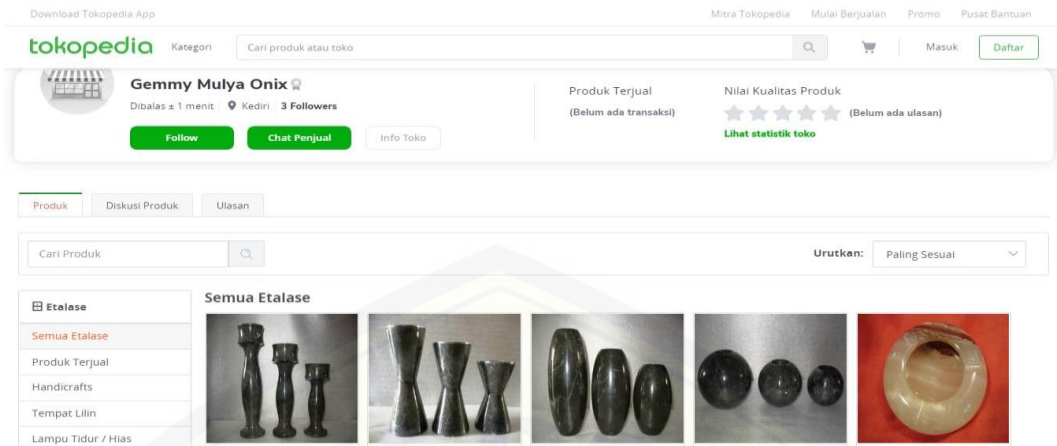 Download Tokopedia App Mitra Tokopedia Mulai Berjualan Promo Pusat Bantuan
tokopedia Kategori Cari produk atau toko Masuk Daftar
Gemmy Mulya Onix
Dibalas ± 1 menit Kediri 3 Followers
Follow Chat Penjual Info Toko
Produk Terjual
(Belum ada transaksi)
Nilai Kualitas Produk
(Belum ada ulasan)
Lihat statistik toko
Produk Diskusi Produk Ulasan
Cari Produk Urutkan: Paling Sesuai
Etalase
Semua Etalase
Produk Terjual
Handicrafts
Tempat Lilin
Lampu Tidur / Hias
Semua Etalase